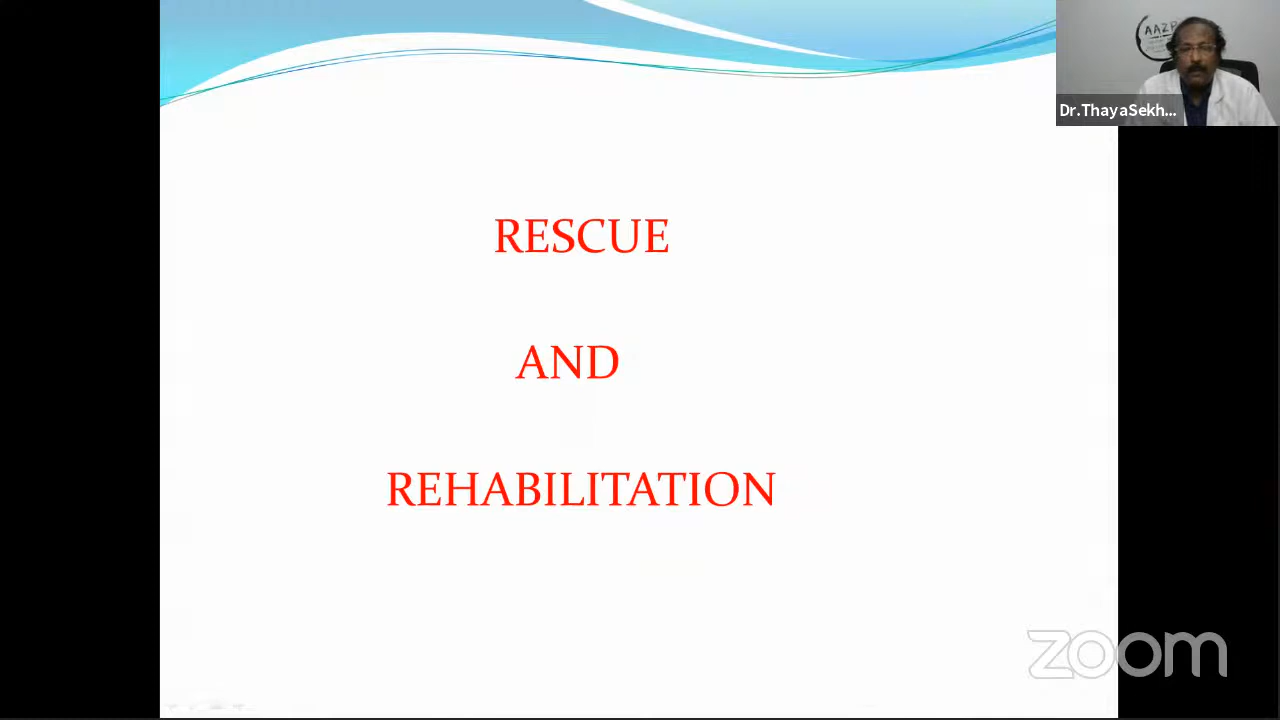 RESCUE
AND
REHABILITATION
Dr.ThayaSekh...
zoom